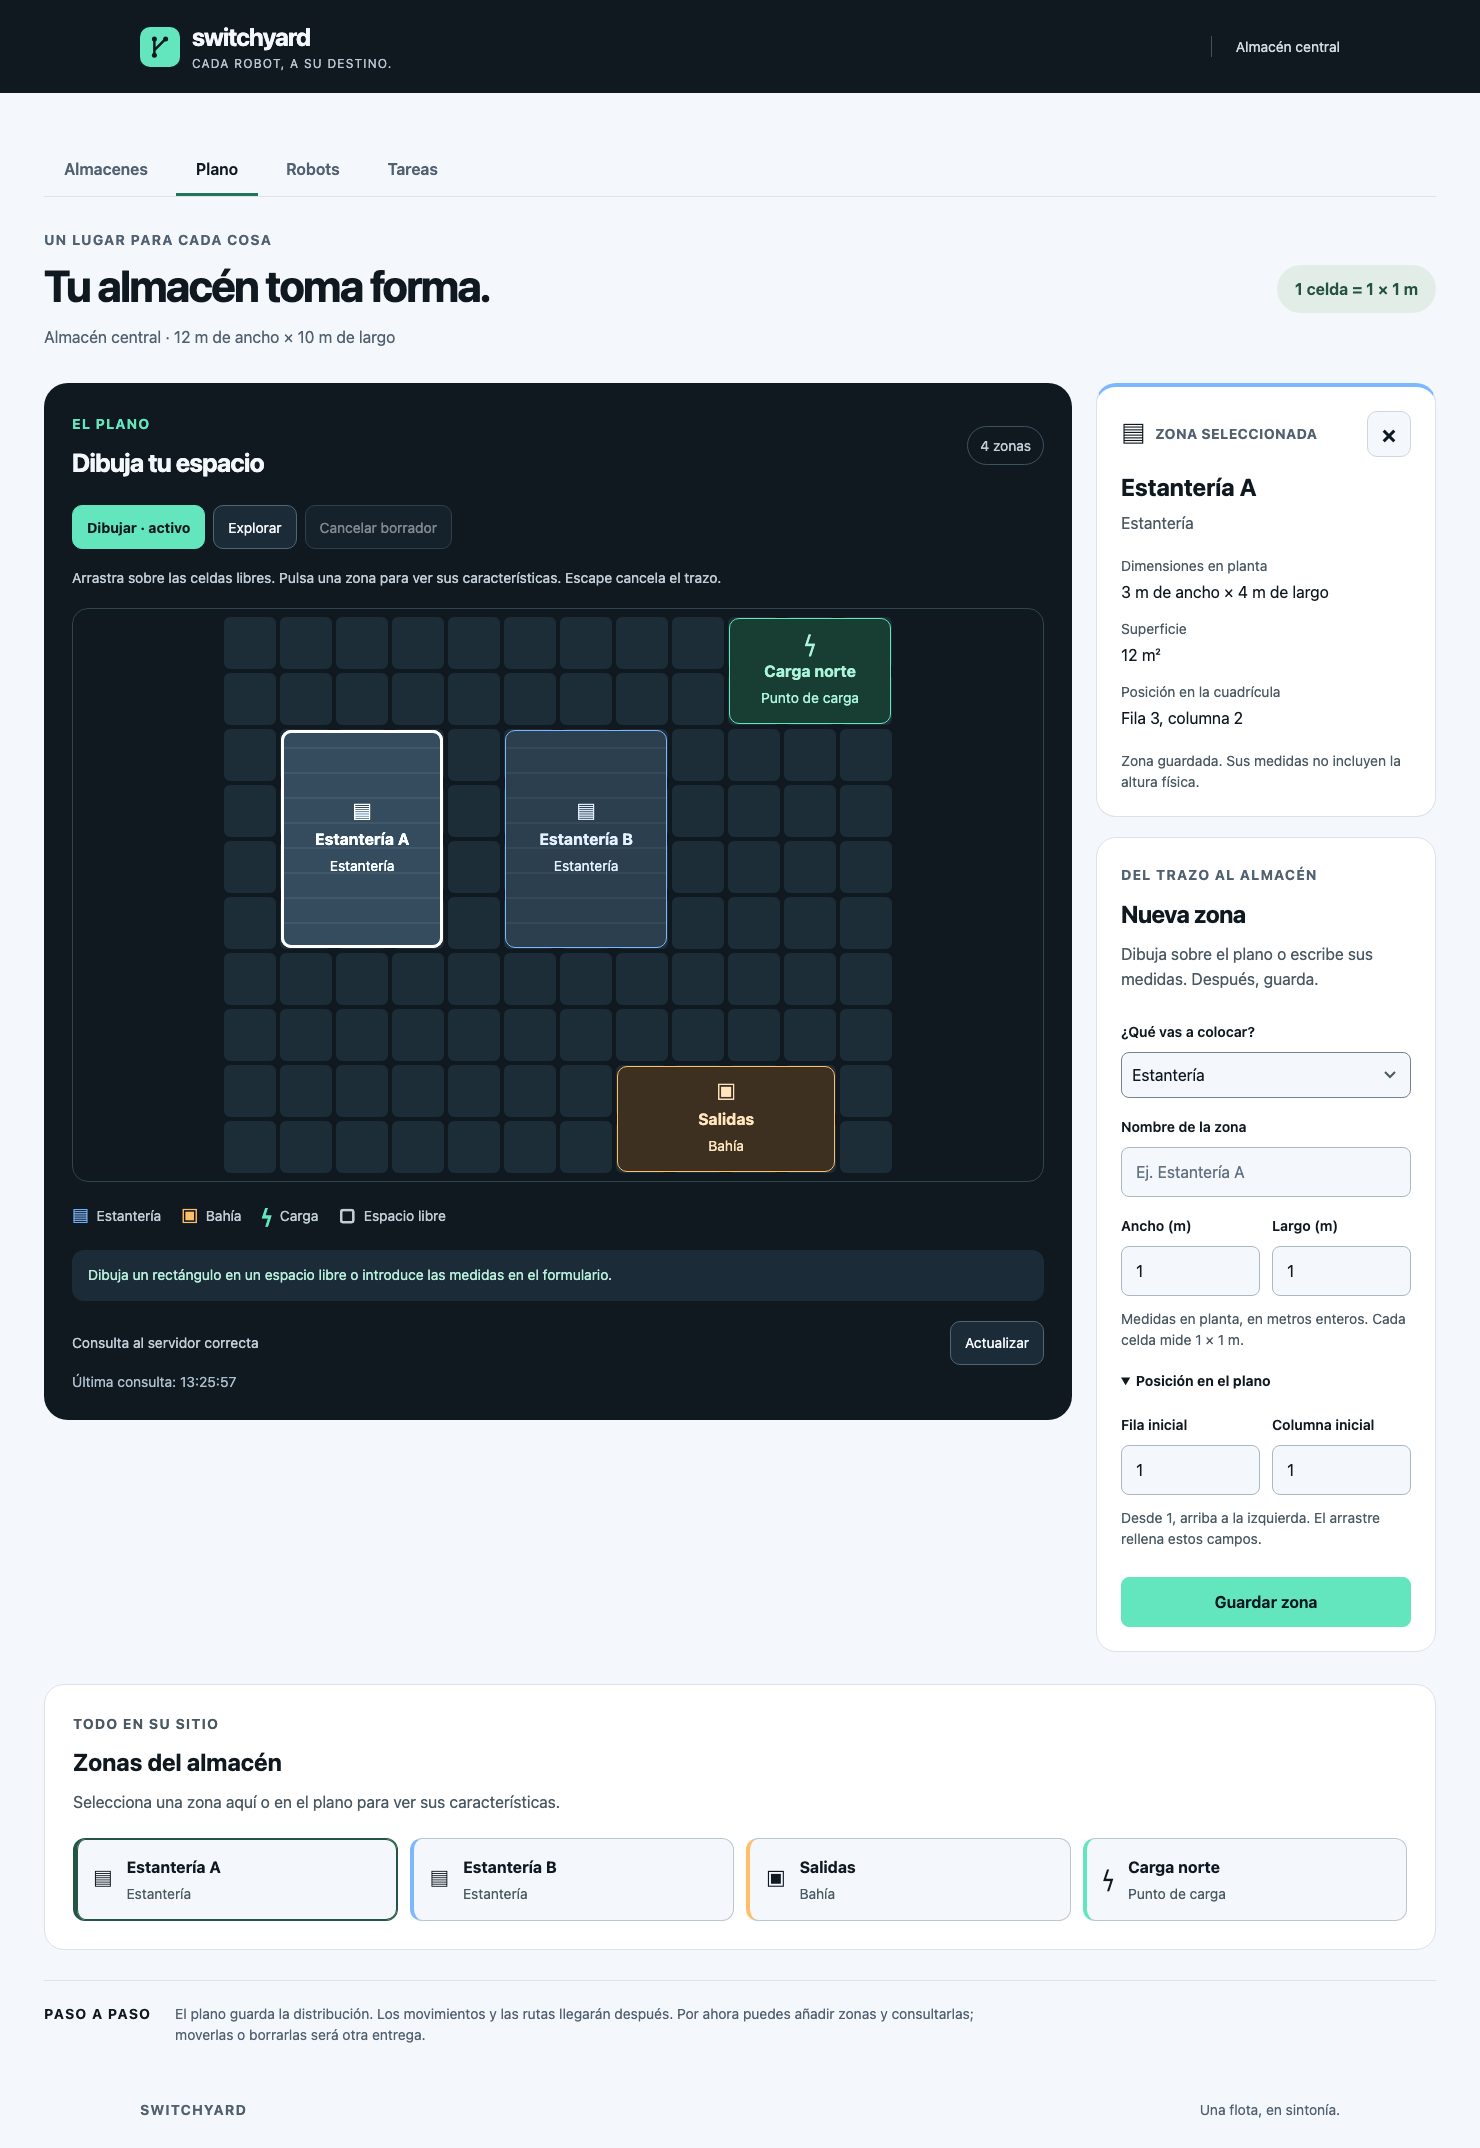 switchyard
CADA ROBOT, A SU DESTINO.
Almacén central
Almacenes
Plano
Robots
Tareas
UN LUGAR PARA CADA COSA
Tu almacén toma forma.
1 celda = 1 × 1 m
Almacén central · 12 m de ancho × 10 m de largo
EL PLANO
Dibuja tu espacio
4 zonas
Dibujar · activo
Explorar
Cancelar borrador
Arrastra sobre las celdas libres. Pulsa una zona para ver sus características. Escape cancela el trazo.
Carga norte
Punto de carga
Estantería A
Estantería
Estantería B
Estantería
Salidas
Bahía
Estantería
Bahía
Carga
Espacio libre
Dibuja un rectángulo en un espacio libre o introduce las medidas en el formulario.
Consulta al servidor correcta
Actualizar
Última consulta: 13:25:57
ZONA SELECCIONADA
×
Estantería A
Estantería
Dimensiones en planta
3 m de ancho × 4 m de largo
Superficie
12 m²
Posición en la cuadrícula
Fila 3, columna 2
Zona guardada. Sus medidas no incluyen la
altura física.
DEL TRAZO AL ALMACÉN
Nueva zona
Dibuja sobre el plano o escribe sus
medidas. Después, guarda.
¿Qué vas a colocar?
Estantería
Nombre de la zona
Ej. Estantería A
Ancho (m)
Largo (m)
1
1
Medidas en planta, en metros enteros. Cada
celda mide 1 × 1 m.
▼ Posición en el plano
Fila inicial
Columna inicial
1
1
Desde 1, arriba a la izquierda. El arrastre
rellena estos campos.
Guardar zona
TODO EN SU SITIO
Zonas del almacén
Selecciona una zona aquí o en el plano para ver sus características.
Estantería A
Estantería
Estantería B
Estantería
Salidas
Bahía
Carga norte
Punto de carga
PASO A PASO
El plano guarda la distribución. Los movimientos y las rutas llegarán después. Por ahora puedes añadir zonas y consultarlas;
moverlas o borrarlas será otra entrega.
SWITCHYARD
Una flota, en sintonía.